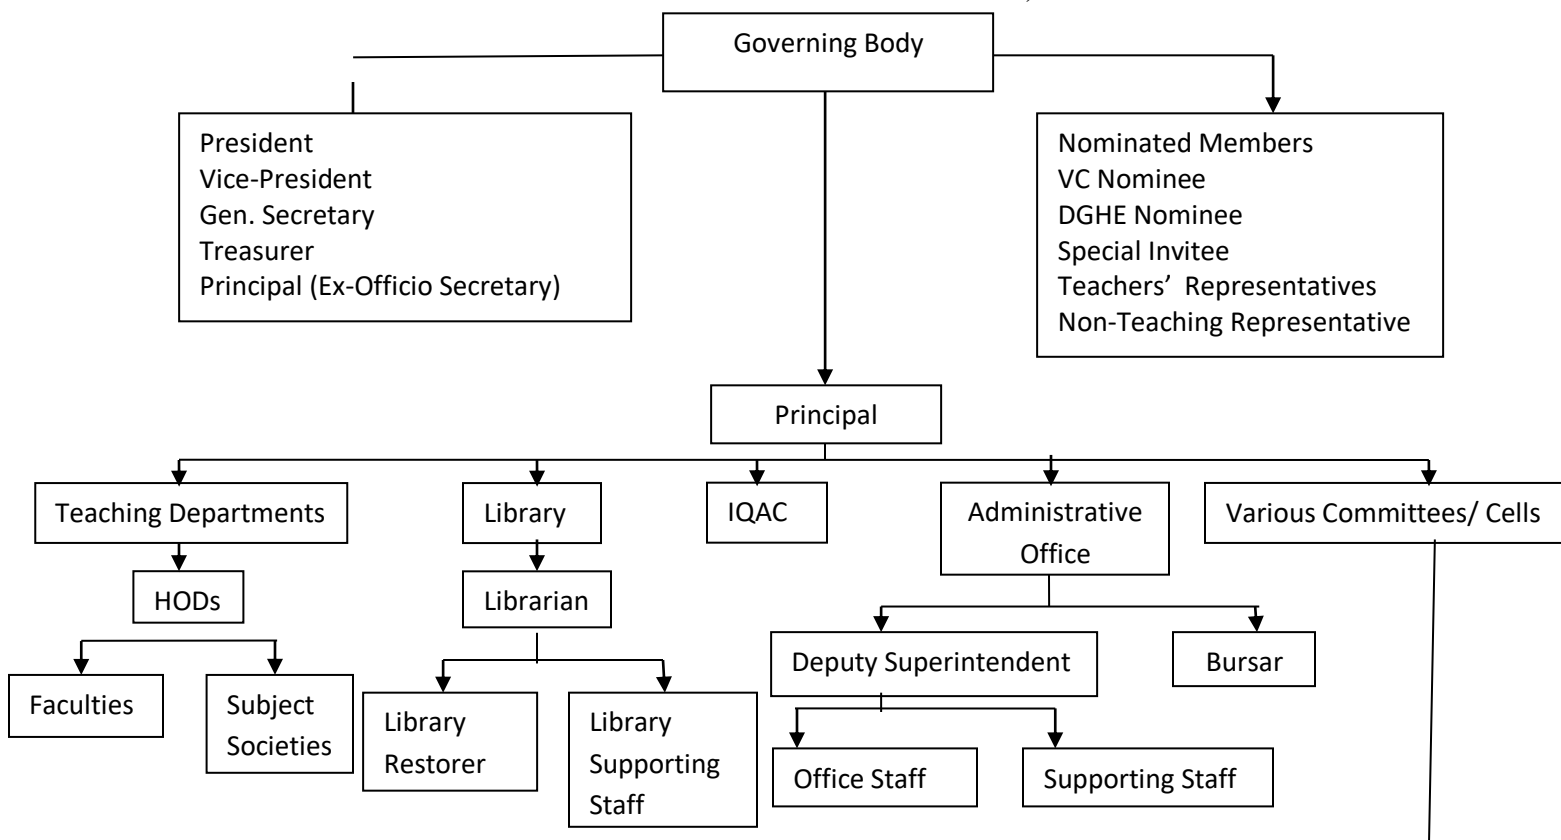 Governing Body
President
Vice-President
Gen. Secretary
Treasurer
Principal (Ex-Officio Secretary)
Nominated Members
VC Nominee
DGHE Nominee
Special Invitee
Teachers’ Representatives
Non-Teaching Representative
Principal
Teaching Departments
Library
IQAC
Administrative
Office
Various Committees/ Cells
HODs
Librarian
Deputy Superintendent
Bursar
Faculties
Subject
Societies
Library
Restorer
Library
Supporting
Staff
Office Staff
Supporting Staff